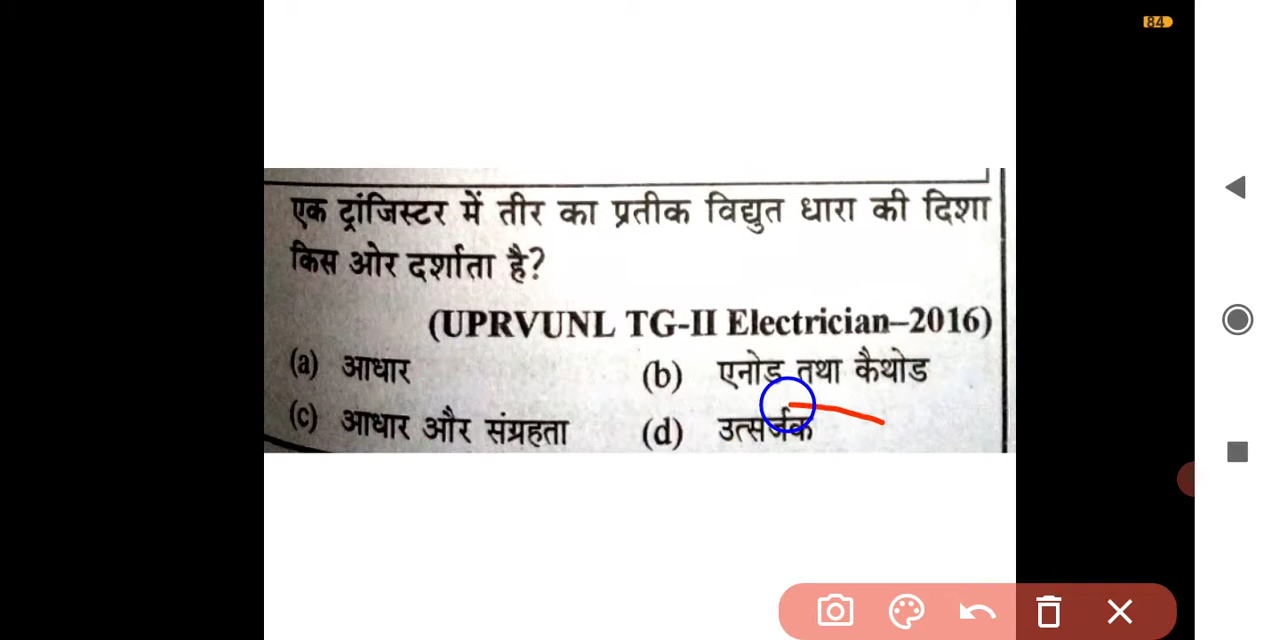 84
एक ट्रांजिस्टर में तीर का प्रतीक विद्युत धारा की दिशा
किस ओर दर्शाता है?
(UPRVUNL TG-II Electrician–2016)
(a) आधार (b) एनोड तथा कैथोड
(c) आधार और संग्रहता (d) उत्सर्जक